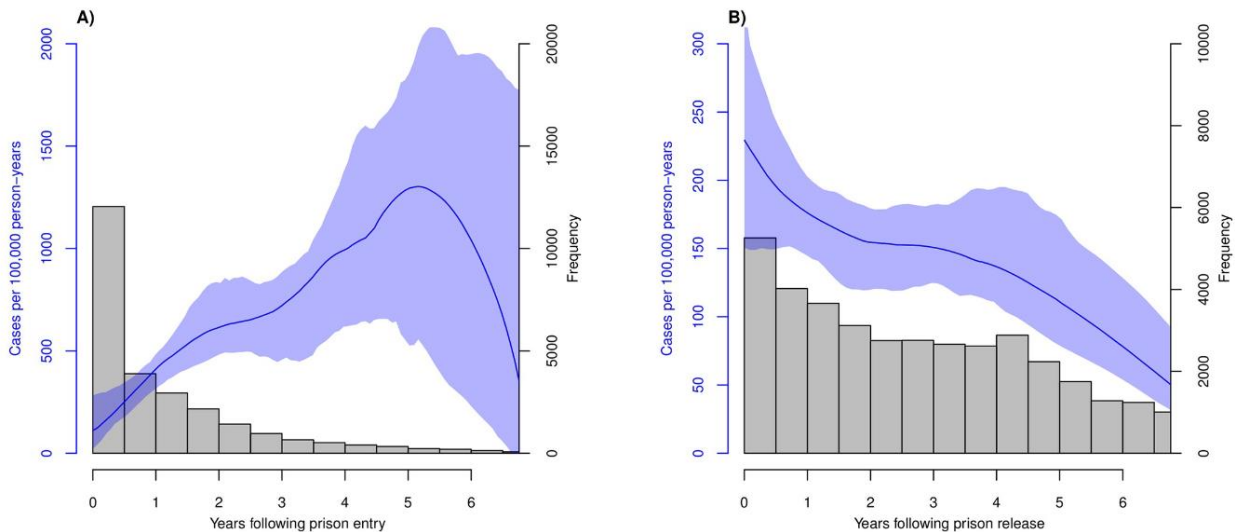 A)
Cases per 100,000 person−years
0
500
1000
1500
2000
0
5000
10000
15000
20000
Frequency
0 1 2 3 4 5 6
Years following prison entry
B)
Cases per 100,000 person−years
0
50
100
150
200
250
300
0
2000
4000
6000
8000
10000
Frequency
0 1 2 3 4 5 6
Years following prison release